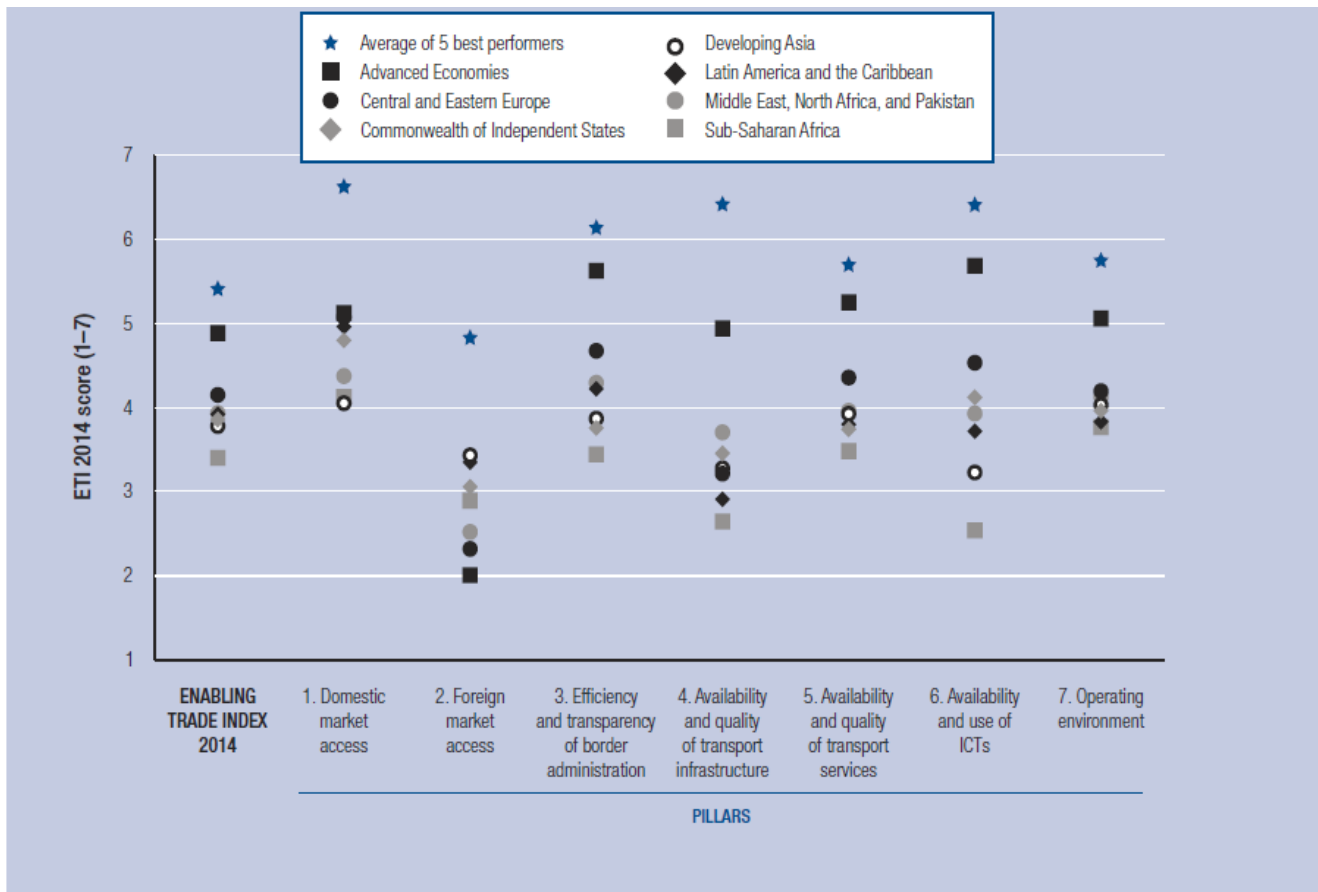 Average of 5 best performers
Advanced Economies
Central and Eastern Europe
Commonwealth of Independent States
Developing Asia
Latin America and the Caribbean
Middle East, North Africa, and Pakistan
Sub-Saharan Africa
ETI 2014 score (1–7)
7
6
5
4
3
2
1
ENABLING
TRADE INDEX
2014
1. Domestic
market
access
2. Foreign
market
access
3. Efficiency
and transparency
of border
administration
4. Availability
and quality
of transport
infrastructure
5. Availability
and quality
of transport
services
6. Availability
and use of
ICTs
7. Operating
environment
PILLARS